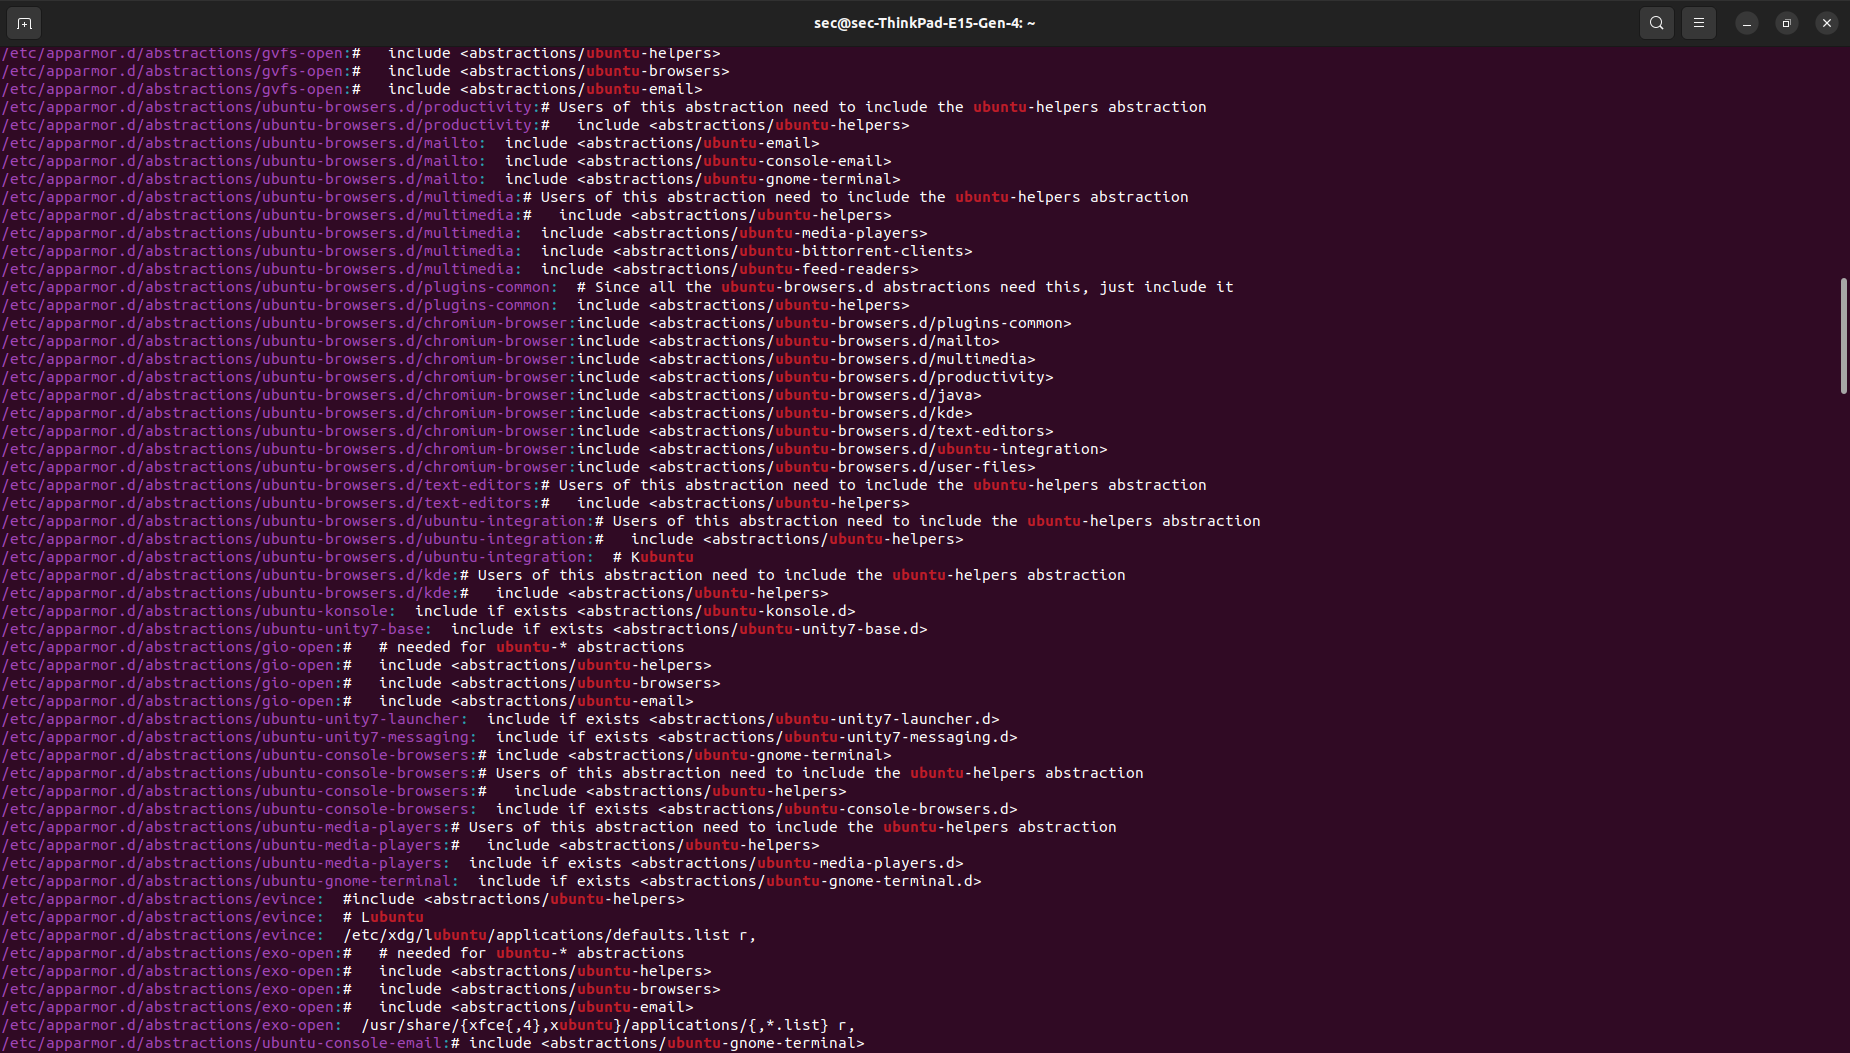 sec@sec-ThinkPad-E15-Gen-4: ~
/etc/apparmor.d/abstractions/gvfs-open:#   include <abstractions/ubuntu-helpers>
/etc/apparmor.d/abstractions/gvfs-open:#   include <abstractions/ubuntu-browsers>
/etc/apparmor.d/abstractions/gvfs-open:#   include <abstractions/ubuntu-email>
/etc/apparmor.d/abstractions/ubuntu-browsers.d/productivity:# Users of this abstraction need to include the ubuntu-helpers abstraction
/etc/apparmor.d/abstractions/ubuntu-browsers.d/productivity:#   include <abstractions/ubuntu-helpers>
/etc/apparmor.d/abstractions/ubuntu-browsers.d/mailto:  include <abstractions/ubuntu-email>
/etc/apparmor.d/abstractions/ubuntu-browsers.d/mailto:  include <abstractions/ubuntu-console-email>
/etc/apparmor.d/abstractions/ubuntu-browsers.d/mailto:  include <abstractions/ubuntu-gnome-terminal>
/etc/apparmor.d/abstractions/ubuntu-browsers.d/multimedia:# Users of this abstraction need to include the ubuntu-helpers abstraction
/etc/apparmor.d/abstractions/ubuntu-browsers.d/multimedia:#   include <abstractions/ubuntu-helpers>
/etc/apparmor.d/abstractions/ubuntu-browsers.d/multimedia:  include <abstractions/ubuntu-media-players>
/etc/apparmor.d/abstractions/ubuntu-browsers.d/multimedia:  include <abstractions/ubuntu-bittorrent-clients>
/etc/apparmor.d/abstractions/ubuntu-browsers.d/multimedia:  include <abstractions/ubuntu-feed-readers>
/etc/apparmor.d/abstractions/ubuntu-browsers.d/plugins-common:  # Since all the ubuntu-browsers.d abstractions need this, just include it
/etc/apparmor.d/abstractions/ubuntu-browsers.d/plugins-common:  include <abstractions/ubuntu-helpers>
/etc/apparmor.d/abstractions/ubuntu-browsers.d/chromium-browser:include <abstractions/ubuntu-browsers.d/plugins-common>
/etc/apparmor.d/abstractions/ubuntu-browsers.d/chromium-browser:include <abstractions/ubuntu-browsers.d/mailto>
/etc/apparmor.d/abstractions/ubuntu-browsers.d/chromium-browser:include <abstractions/ubuntu-browsers.d/multimedia>
/etc/apparmor.d/abstractions/ubuntu-browsers.d/chromium-browser:include <abstractions/ubuntu-browsers.d/productivity>
/etc/apparmor.d/abstractions/ubuntu-browsers.d/chromium-browser:include <abstractions/ubuntu-browsers.d/java>
/etc/apparmor.d/abstractions/ubuntu-browsers.d/chromium-browser:include <abstractions/ubuntu-browsers.d/kde>
/etc/apparmor.d/abstractions/ubuntu-browsers.d/chromium-browser:include <abstractions/ubuntu-browsers.d/text-editors>
/etc/apparmor.d/abstractions/ubuntu-browsers.d/chromium-browser:include <abstractions/ubuntu-browsers.d/ubuntu-integration>
/etc/apparmor.d/abstractions/ubuntu-browsers.d/chromium-browser:include <abstractions/ubuntu-browsers.d/user-files>
/etc/apparmor.d/abstractions/ubuntu-browsers.d/text-editors:# Users of this abstraction need to include the ubuntu-helpers abstraction
/etc/apparmor.d/abstractions/ubuntu-browsers.d/text-editors:#   include <abstractions/ubuntu-helpers>
/etc/apparmor.d/abstractions/ubuntu-browsers.d/ubuntu-integration:# Users of this abstraction need to include the ubuntu-helpers abstraction
/etc/apparmor.d/abstractions/ubuntu-browsers.d/ubuntu-integration:#   include <abstractions/ubuntu-helpers>
/etc/apparmor.d/abstractions/ubuntu-browsers.d/ubuntu-integration:  # Kubuntu
/etc/apparmor.d/abstractions/ubuntu-browsers.d/kde:# Users of this abstraction need to include the ubuntu-helpers abstraction
/etc/apparmor.d/abstractions/ubuntu-browsers.d/kde:#   include <abstractions/ubuntu-helpers>
/etc/apparmor.d/abstractions/ubuntu-konsole:  include if exists <abstractions/ubuntu-konsole.d>
/etc/apparmor.d/abstractions/ubuntu-unity7-base:  include if exists <abstractions/ubuntu-unity7-base.d>
/etc/apparmor.d/abstractions/gio-open:#   # needed for ubuntu-* abstractions
/etc/apparmor.d/abstractions/gio-open:#   include <abstractions/ubuntu-helpers>
/etc/apparmor.d/abstractions/gio-open:#   include <abstractions/ubuntu-browsers>
/etc/apparmor.d/abstractions/gio-open:#   include <abstractions/ubuntu-email>
/etc/apparmor.d/abstractions/ubuntu-unity7-launcher:  include if exists <abstractions/ubuntu-unity7-launcher.d>
/etc/apparmor.d/abstractions/ubuntu-unity7-messaging:  include if exists <abstractions/ubuntu-unity7-messaging.d>
/etc/apparmor.d/abstractions/ubuntu-console-browsers:# include <abstractions/ubuntu-gnome-terminal>
/etc/apparmor.d/abstractions/ubuntu-console-browsers:# Users of this abstraction need to include the ubuntu-helpers abstraction
/etc/apparmor.d/abstractions/ubuntu-console-browsers:#   include <abstractions/ubuntu-helpers>
/etc/apparmor.d/abstractions/ubuntu-console-browsers:  include if exists <abstractions/ubuntu-console-browsers.d>
/etc/apparmor.d/abstractions/ubuntu-media-players:# Users of this abstraction need to include the ubuntu-helpers abstraction
/etc/apparmor.d/abstractions/ubuntu-media-players:#   include <abstractions/ubuntu-helpers>
/etc/apparmor.d/abstractions/ubuntu-media-players:  include if exists <abstractions/ubuntu-media-players.d>
/etc/apparmor.d/abstractions/ubuntu-gnome-terminal:  include if exists <abstractions/ubuntu-gnome-terminal.d>
/etc/apparmor.d/abstractions/evince:  #include <abstractions/ubuntu-helpers>
/etc/apparmor.d/abstractions/evince:  # Lubuntu
/etc/apparmor.d/abstractions/evince:  /etc/xdg/lubuntu/applications/defaults.list r,
/etc/apparmor.d/abstractions/exo-open:#   # needed for ubuntu-* abstractions
/etc/apparmor.d/abstractions/exo-open:#   include <abstractions/ubuntu-helpers>
/etc/apparmor.d/abstractions/exo-open:#   include <abstractions/ubuntu-browsers>
/etc/apparmor.d/abstractions/exo-open:#   include <abstractions/ubuntu-email>
/etc/apparmor.d/abstractions/exo-open:  /usr/share/{xfce{,4},xubuntu}/applications/{,*.list} r,
/etc/apparmor.d/abstractions/ubuntu-console-email:# include <abstractions/ubuntu-gnome-terminal>